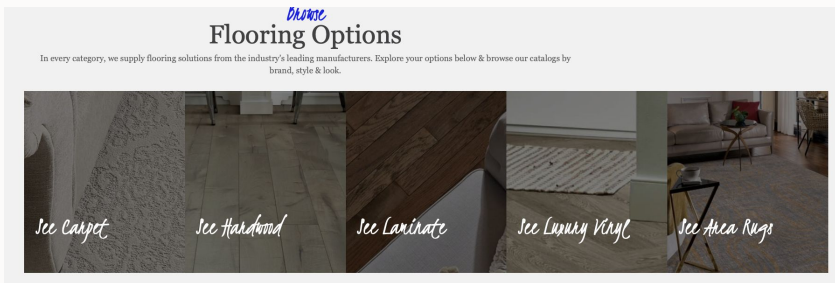 Browse
Flooring Options
In every category, we supply flooring solutions from the industry's leading manufacturers. Explore your options below & browse our catalogs by
brand, style & look.
See Carpet
See Hardwood
See Laminate
See Luxury Vinyl
See Area Rugs